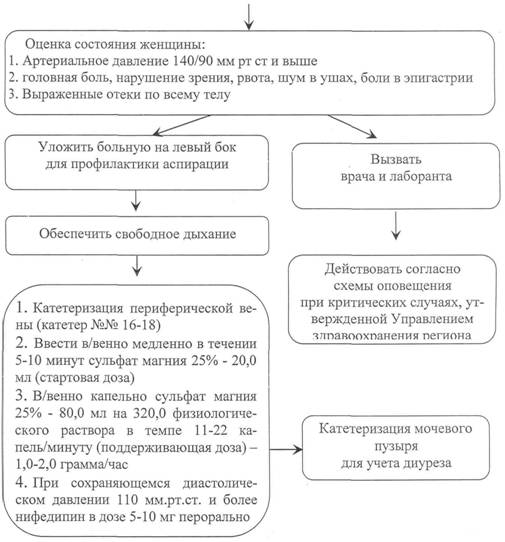 Оценка состояния женщины:
1. Артериальное давление 140/90 мм рт ст и выше
2. головная боль, нарушение зрения, рвота, шум в ушах, боли в эпигастрии
3. Выраженные отеки по всему телу
Уложить больную на левый бок
для профилактики аспирации
Вызвать
врача и лаборанта
Обеспечить свободное дыхание
Действовать согласно
схемы оповещения
при критических случаях, ут-
вержденной Управлением
здравоохранения региона
1. Катетеризация периферической ве-
ны (катетер №№ 16-18)
2. Ввести в/венно медленно в течении
5-10 минут сульфат магния 25% - 20,0
мл (стартовая доза)
3. В/венно капельно сульфат магния
25% - 80,0 мл на 320,0 физиологиче-
ского раствора в темпе 11-22 ка-
пель/минуту (поддерживающая доза) –
1,0-2,0 грамма/час
4. При сохраняющемся диастоличе-
ском давлении 110 мм.рт.ст. и более
нифедипин в дозе 5-10 мг перорально
Катетеризация мочевого
пузыря
для учета диуреза